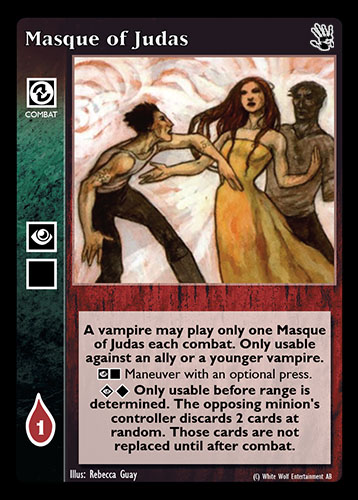 Masque of Judas
COMBAT
A vampire may play only one Masque
of Judas each combat. Only usable
against an ally or a younger vampire.
Maneuver with an optional press.
Only usable before range is
determined. The opposing minion's
controller discards 2 cards at
random. Those cards are not
replaced until after combat.
1
Illus: Rebecca Guay
(C) White Wolf Entertainment AB